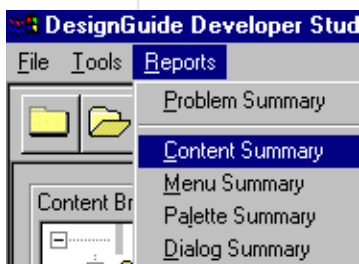 DesignGuide Developer Stud
File Tools Reports
Problem Summary
Content Summary
Menu Summary
Content Br
Palette Summary
Dialog Summary